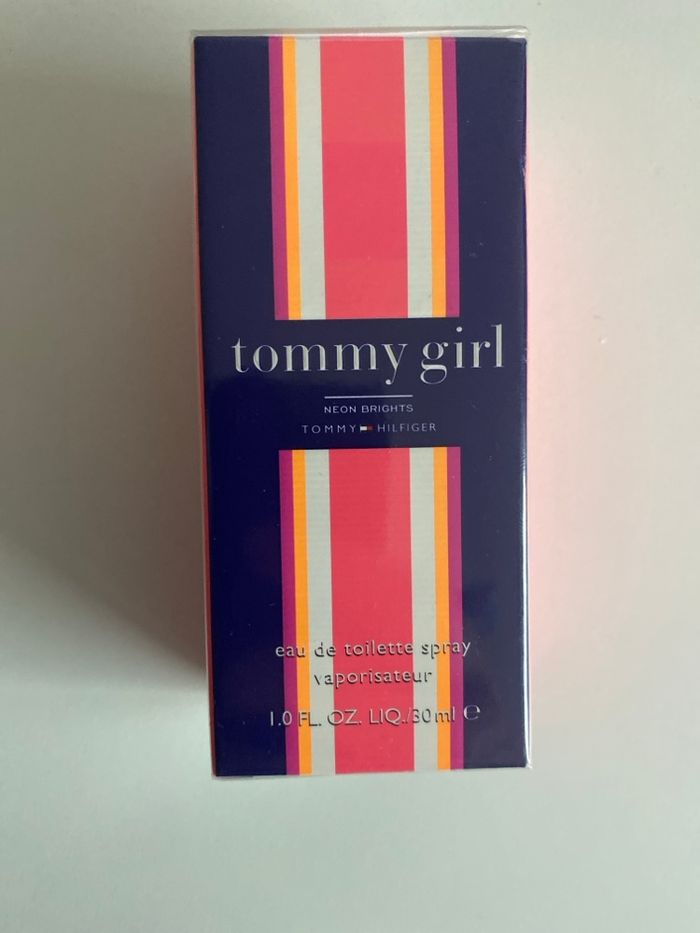 tommy girl
NEON BRIGHTS
TOMMY HILFIGER
eau de toilette spray
vaporisateur
1.0 FL. OZ. LIQ./30ml ℮